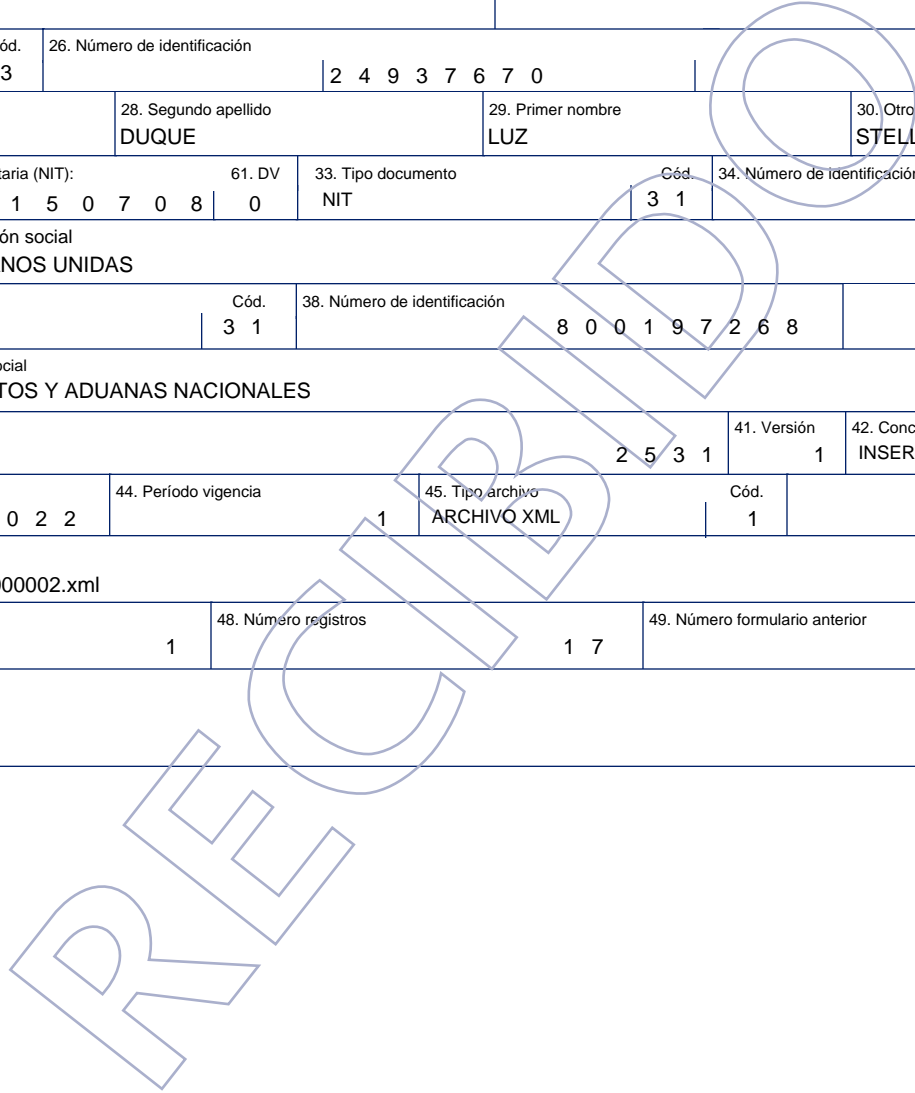 ód. 26. Número de identificación
3 2 4 9 3 7 6 7 0
28. Segundo apellido 29. Primer nombre 30. Otro
DUQUE LUZ STELL
taria (NIT): 61. DV 33. Tipo documento Cód. 34. Número de identificación
1 5 0 7 0 8 0 NIT 3 1
ón social
NOS UNIDAS
Cód. 38. Número de identificación
3 1 8 0 0 1 9 7 2 6 8
ocial
TOS Y ADUANAS NACIONALES
41. Versión 42. Conc
2 5 3 1 1 INSER
44. Período vigencia 45. Tipo archivo Cód.
0 2 2 1 ARCHIVO XML 1
000002.xml
48. Número registros 49. Número formulario anterior
1 1 7
RECIBIDO